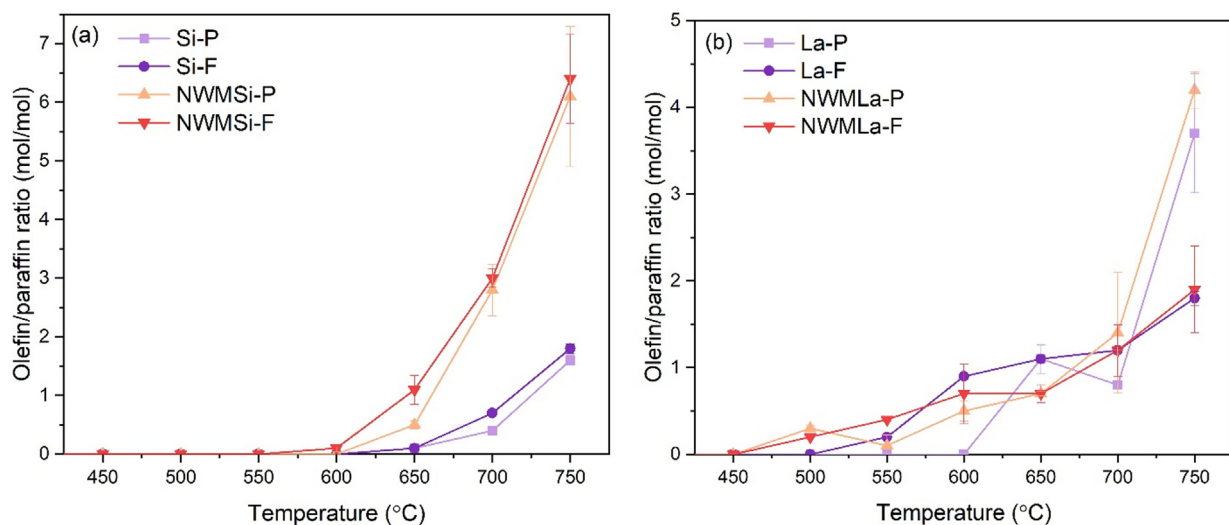 (a)
Si-P
Si-F
NWMSi-P
NWMSi-F
Olefin/paraffin ratio (mol/mol)
7
6
5
4
3
2
1
0
450 500 550 600 650 700 750
Temperature (°C)
(b)
La-P
La-F
NWMLa-P
NWMLa-F
Olefin/paraffin ratio (mol/mol)
5
4
3
2
1
0
450 500 550 600 650 700 750
Temperature (°C)